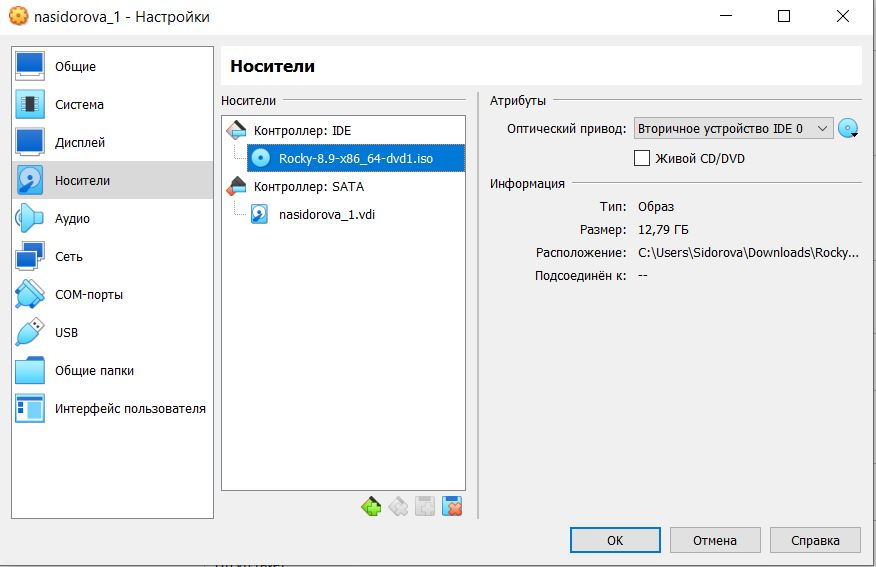 nasidorova_1 - Настройки
Общие
Система
Дисплей
Носители
Аудио
Сеть
COM-порты
USB
Общие папки
Интерфейс пользователя
Носители
Носители
Контроллер: IDE
Rocky-8.9-x86_64-dvd1.iso
Контроллер: SATA
nasidorova_1.vdi
Атрибуты
Оптический привод: Вторичное устройство IDE 0
Живой CD/DVD
Информация
Тип: Образ
Размер: 12,79 ГБ
Расположение: C:\Users\Sidorova\Downloads\Rocky...
Подсоединён к: --
OK Отмена Справка